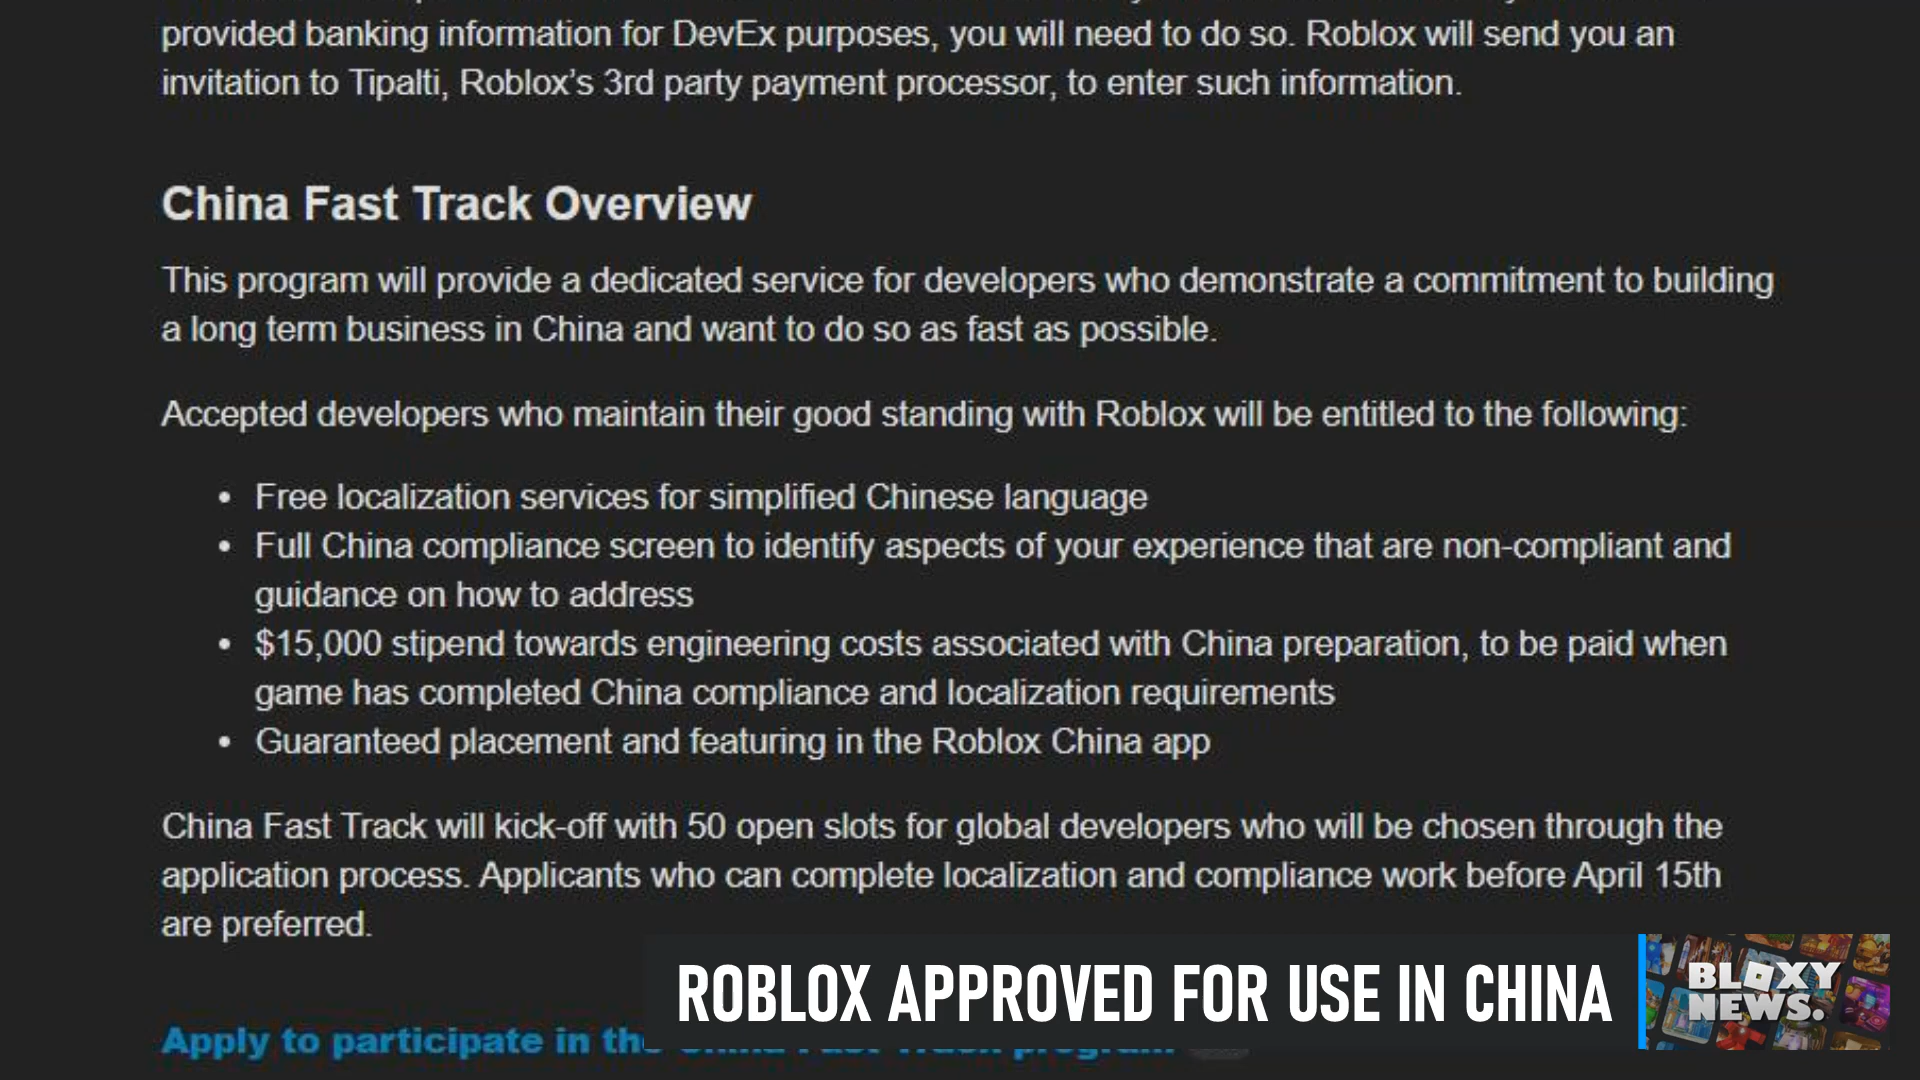 provided banking information for DevEx purposes, you will need to do so. Roblox will send you an
invitation to Tipalti, Roblox’s 3rd party payment processor, to enter such information.
China Fast Track Overview
This program will provide a dedicated service for developers who demonstrate a commitment to building
a long term business in China and want to do so as fast as possible.
Accepted developers who maintain their good standing with Roblox will be entitled to the following:
• Free localization services for simplified Chinese language
• Full China compliance screen to identify aspects of your experience that are non-compliant and
guidance on how to address
• $15,000 stipend towards engineering costs associated with China preparation, to be paid when
game has completed China compliance and localization requirements
• Guaranteed placement and featuring in the Roblox China app
China Fast Track will kick-off with 50 open slots for global developers who will be chosen through the
application process. Applicants who can complete localization and compliance work before April 15th
are preferred.
Apply to participate in the
ROBLOX APPROVED FOR USE IN CHINA
BLOXY
NEWS.